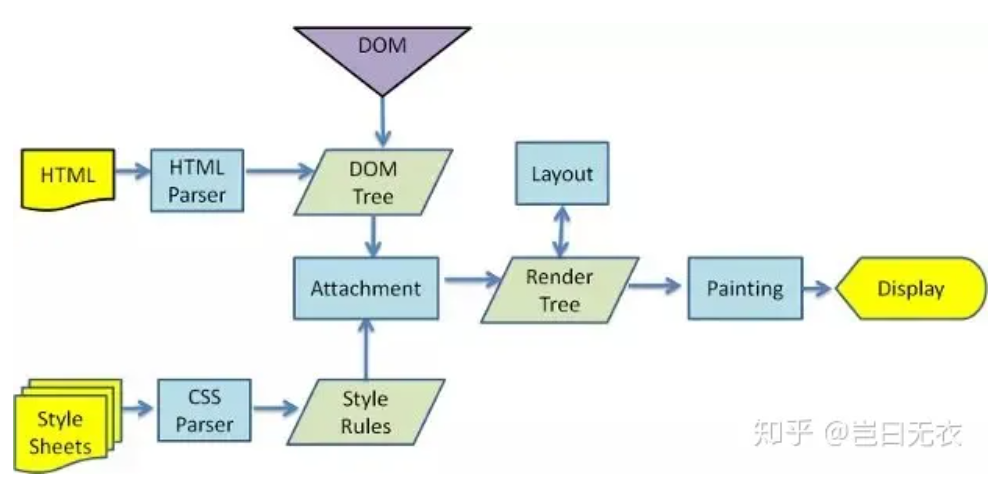 DOM
HTML
HTML
Parser
DOM
Tree
Layout
Attachment
Render
Tree
Painting
Display
Style
Sheets
CSS
Parser
Style
Rules
知乎 @岂曰无衣